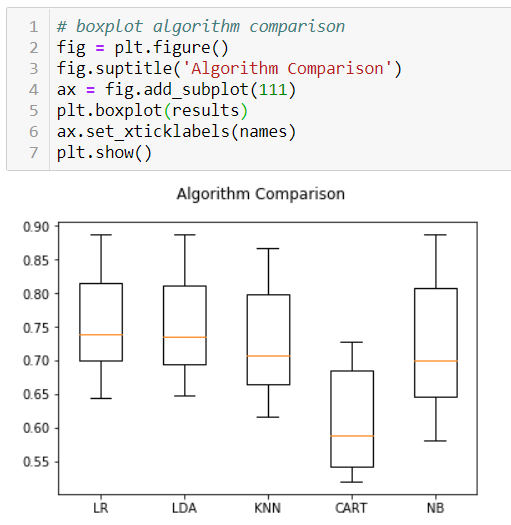 1 # boxplot algorithm comparison
2 fig = plt.figure()
3 fig.suptitle('Algorithm Comparison')
4 ax = fig.add_subplot(111)
5 plt.boxplot(results)
6 ax.set_xticklabels(names)
7 plt.show()
Algorithm Comparison
0.90
0.85
0.80
0.75
0.70
0.65
0.60
0.55
LR LDA KNN CART NB